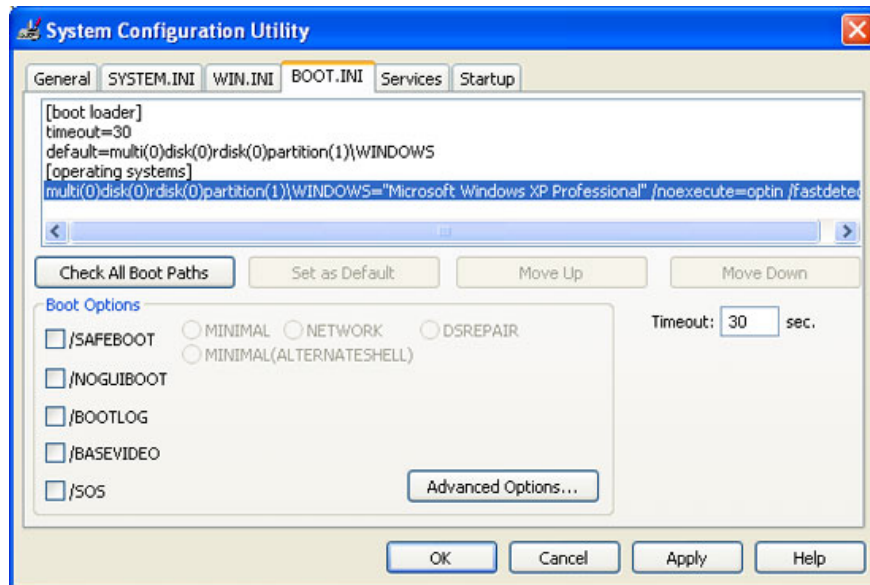 System Configuration Utility
General SYSTEM.INI WIN.INI BOOT.INI Services Startup
[boot loader]
timeout=30
default=multi(0)disk(0)rdisk(0)partition(1)\WINDOWS
[operating systems]
multi(0)disk(0)rdisk(0)partition(1)\WINDOWS="Microsoft Windows XP Professional" /noexecute=optin /fastdetec
Check All Boot Paths Set as Default Move Up Move Down
Boot Options
/SAFEBOOT MINIMAL NETWORK DSREPAIR Timeout: 30 sec.
MINIMAL(ALTERNATESHELL)
/NOGUIBOOT
/BOOTLOG
/BASEVIDEO
/SOS Advanced Options...
OK Cancel Apply Help